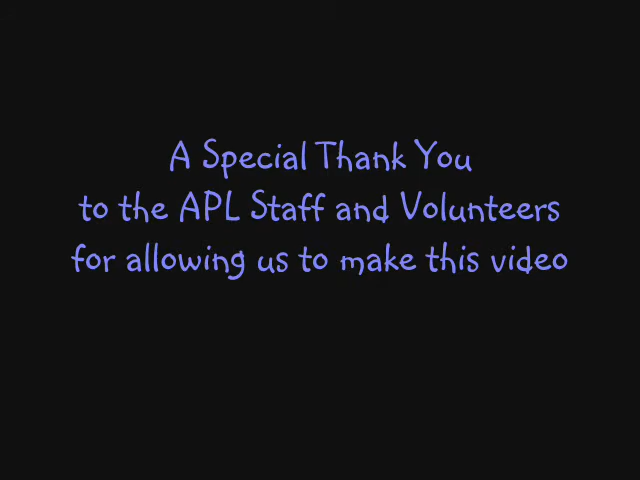 A Special Thank You
to the APL Staff and Volunteers
for allowing us to make this video